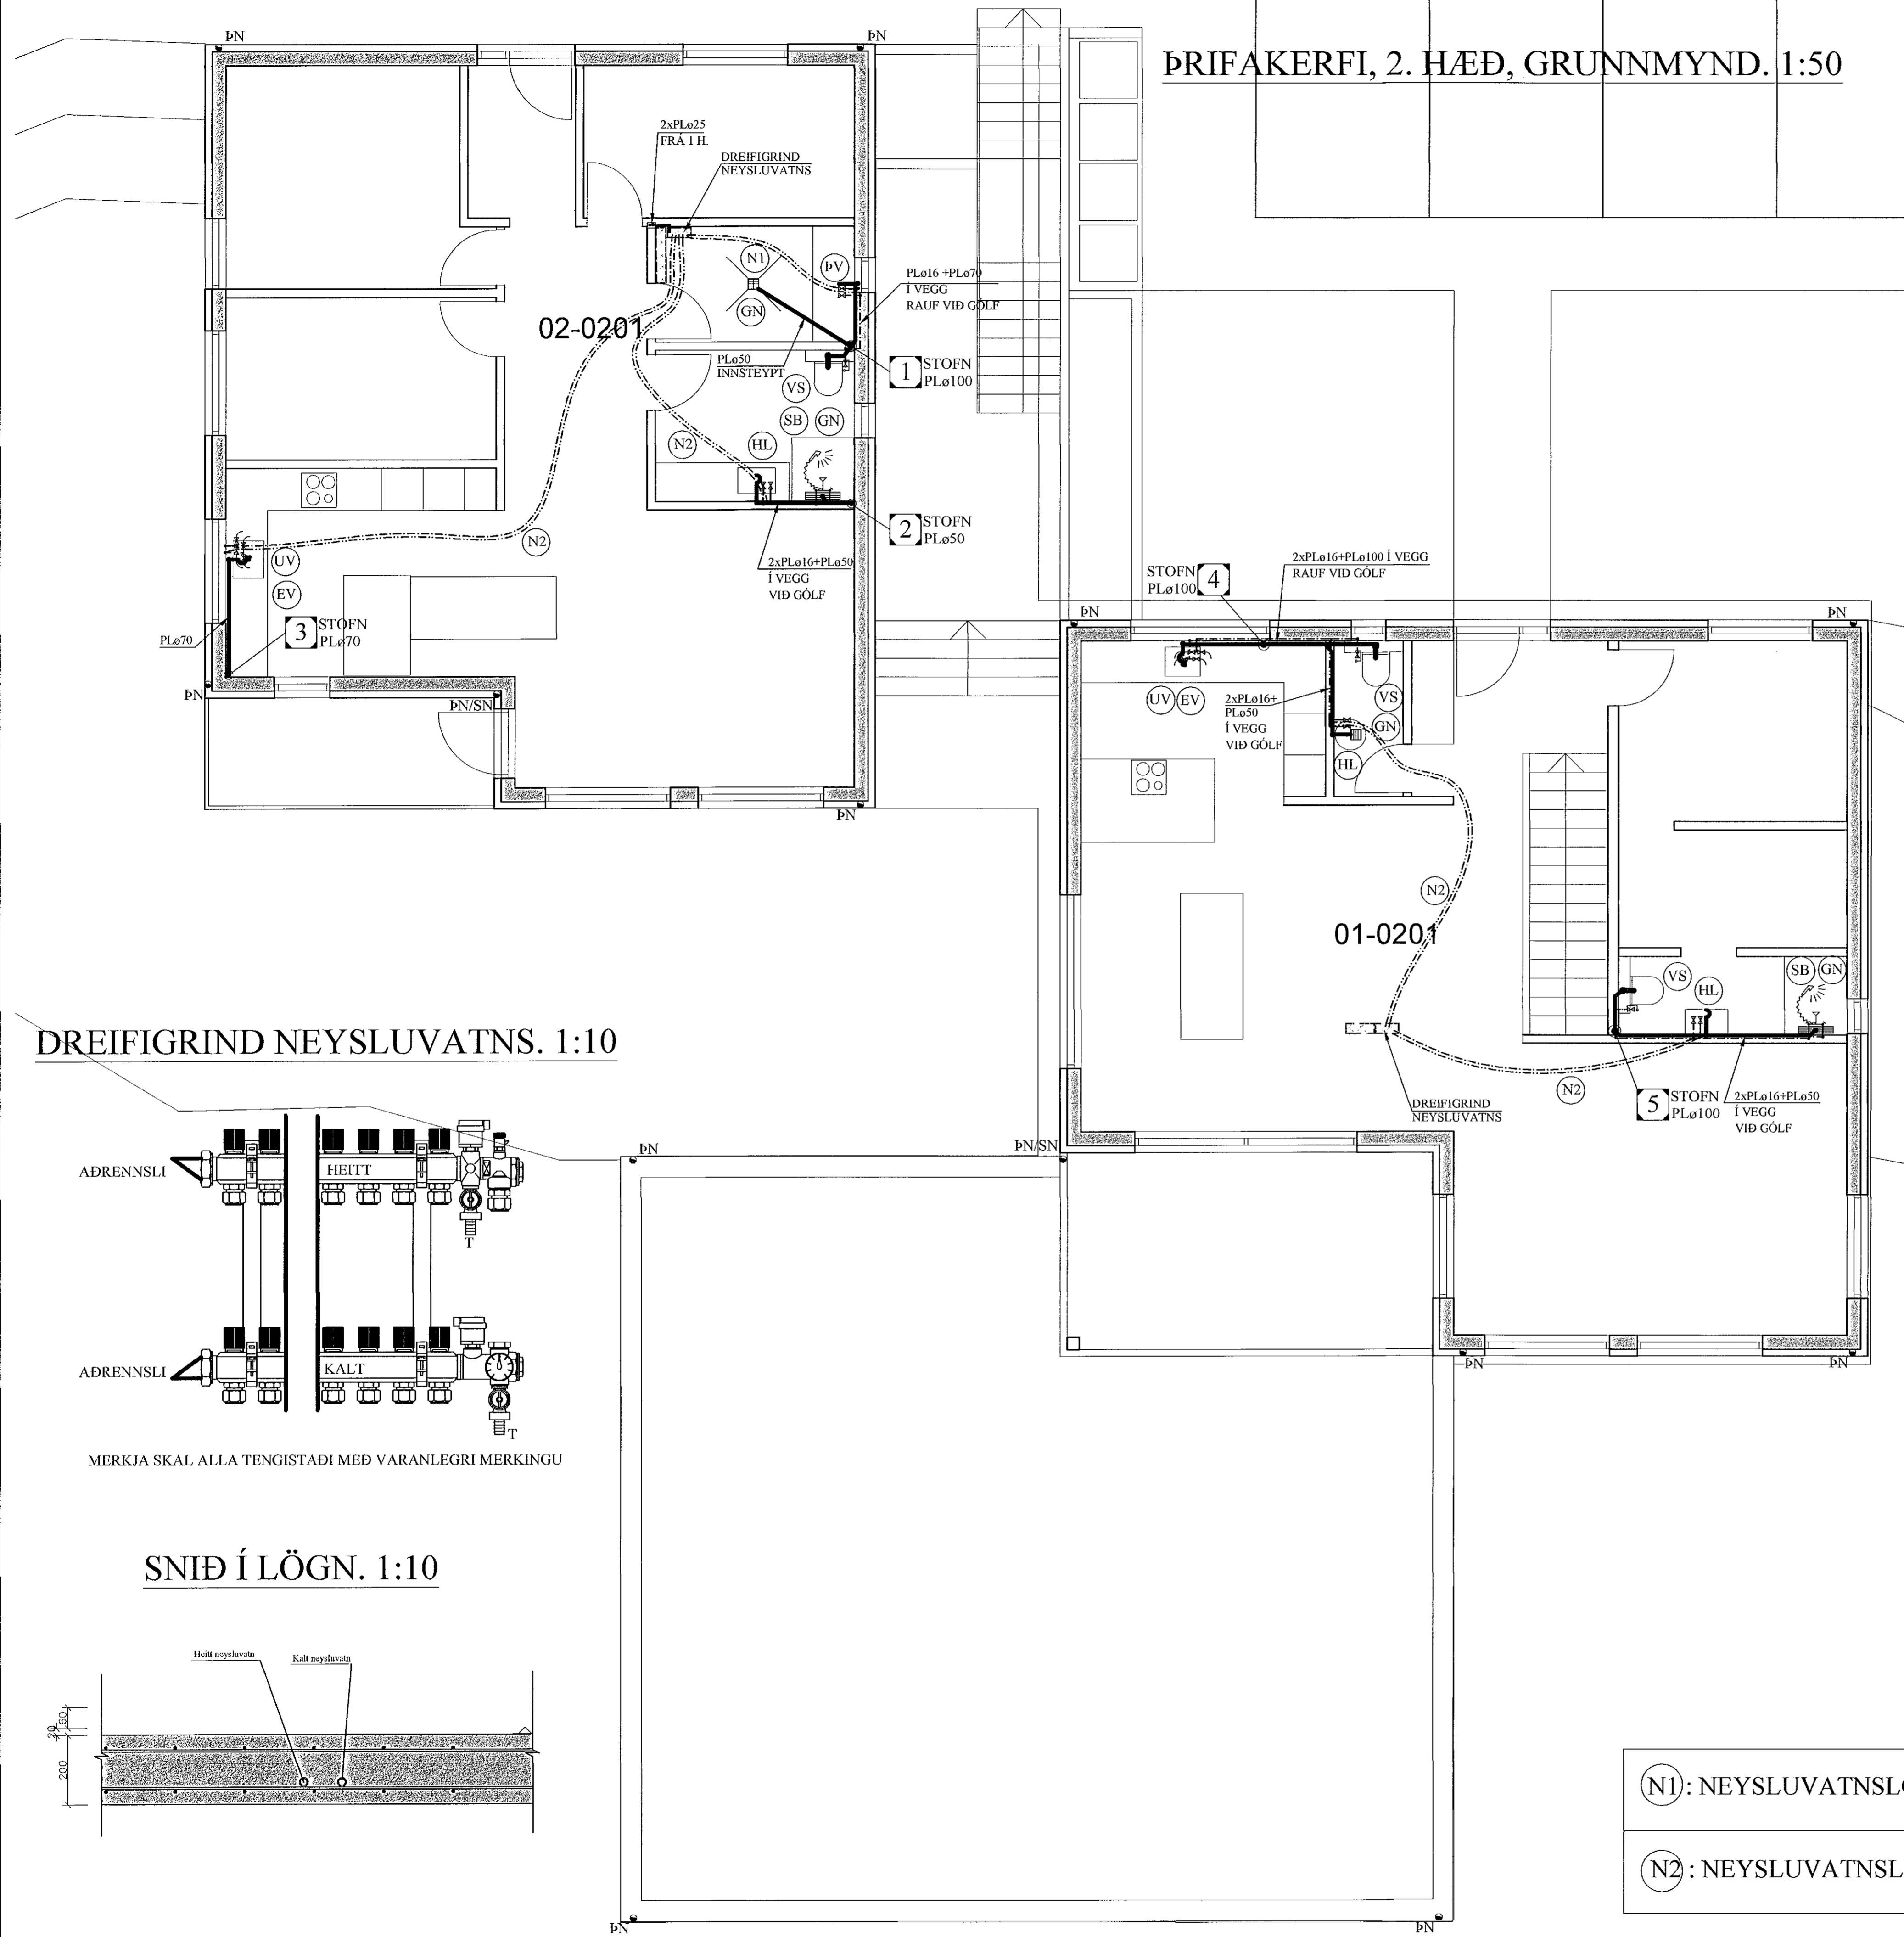 ÞRIFAKERFI, 2. HÆÐ, GRUNNMYND. 1:50
ÞN
ÞN
2xPLø25
FRÁ 1 H.
DREIFIGRIND
NEYSLUVATNS
N1
ÞV
GN
PLø16 +PLø70
Í VEGG
RAUF VIÐ GÓLF
02-0201
PLø50
INNSTEYPT
1
STOFN
PLø100
VS
SB
GN
N2
HL
2
STOFN
PLø50
N2
UV
EV
2xPLø16+PLø50
Í VEGG
VIÐ GÓLF
3
STOFN
PLø70
PLø70
ÞN
ÞN/SN
ÞN
STOFN
PLø100
4
2xPLø16+PLø100 Í VEGG
RAUF VIÐ GÓLF
ÞN
ÞN
UV
EV
2xPLø16+
PLø50
Í VEGG
VIÐ GÓLF
VS
GN
HL
N2
01-0201
VS
HL
SB
GN
N2
DREIFIGRIND
NEYSLUVATNS
5
STOFN
PLø100
2xPLø16+PLø50
Í VEGG
VIÐ GÓLF
ÞN
ÞN/SN
ÞN
ÞN
ÞN
ÞN
DREIFIGRIND NEYSLUVATNS. 1:10
AÐRENNSLI
HEITT
T
AÐRENNSLI
KALT
T
MERKJA SKAL ALLA TENGISTAÐI MEÐ VARANLEGRI MERKINGU
SNIÐ Í LÖGN. 1:10
Heitt neysluvatn
Kalt neysluvatn
60
20
200
N1: NEYSLUVATNSL
N2: NEYSLUVATNSL